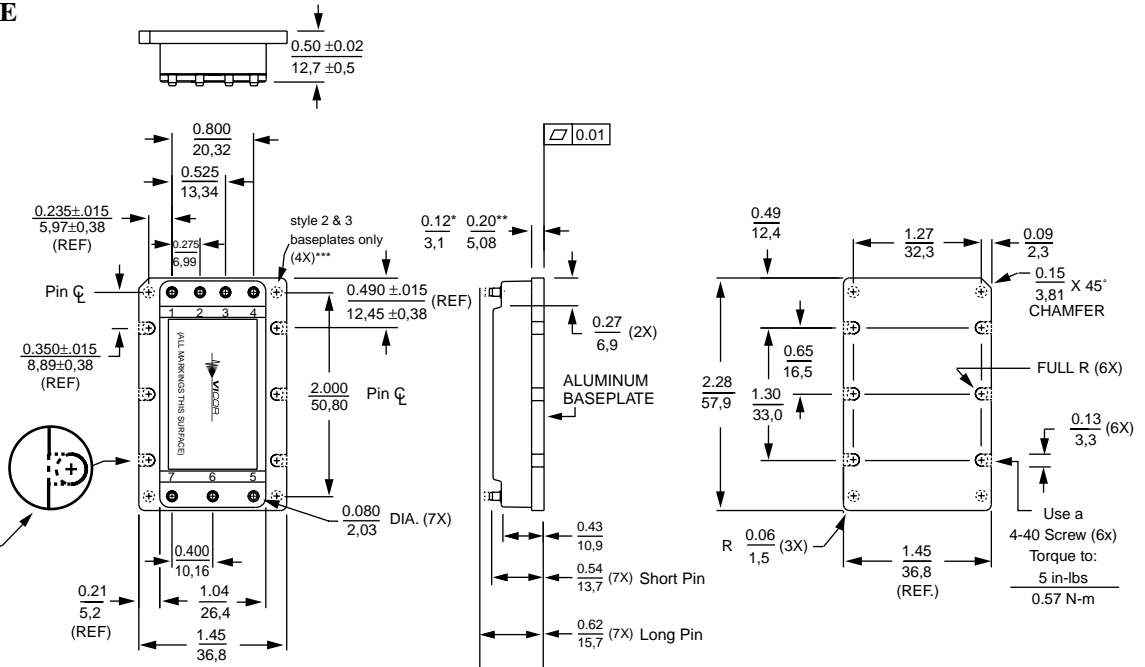 E
0.50 ±0.02
12,7 ±0,5
0.01
0.800
20,32
0.525
13,34
0.235±.015
5,97±0,38
(REF)
0.275
6,99
style 2 & 3
baseplates only
(4X)***
0.12* 0.20**
3,1 5,08
0.49
12,4
1.27
32,3
0.09
2,3
Pin ℄
1 2 3 4
0.490 ±.015 (REF)
12,45 ±0,38
0.15 X 45°
3,81
CHAMFER
0.27 (2X)
6,9
0.350±.015
8,89±0,38
(REF)
(ALL MARKINGS THIS SURFACE)
VICOR
2.000 Pin ℄
50,80
ALUMINUM
BASEPLATE
2.28
57,9
0.65
16,5
1.30
33,0
FULL R (6X)
0.13 (6X)
3,3
7 6 5
0.080 DIA. (7X)
2,03
0.400
10,16
0.21
5,2
(REF)
1.04
26,4
1.45
36,8
0.43
10,9
0.54 (7X) Short Pin
13,7
0.62 (7X) Long Pin
15,7
R 0.06 (3X)
1,5
1.45
36,8
(REF.)
Use a
4-40 Screw (6x)
Torque to:
5 in-lbs
0.57 N-m